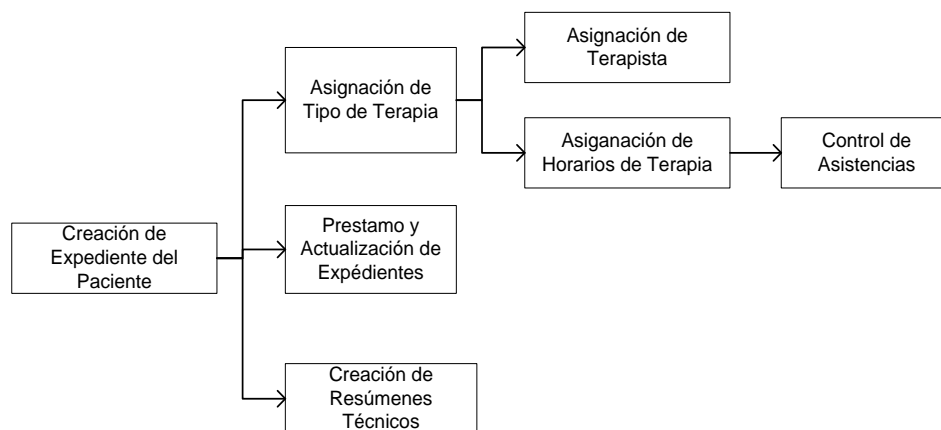 Asignación de
Terapista
Asignación de
Tipo de Terapia
Asiganación de
Horarios de Terapia
Control de
Asistencias
Creación de
Expediente del
Paciente
Prestamo y
Actualización de
Expédientes
Creación de
Resúmenes
Técnicos